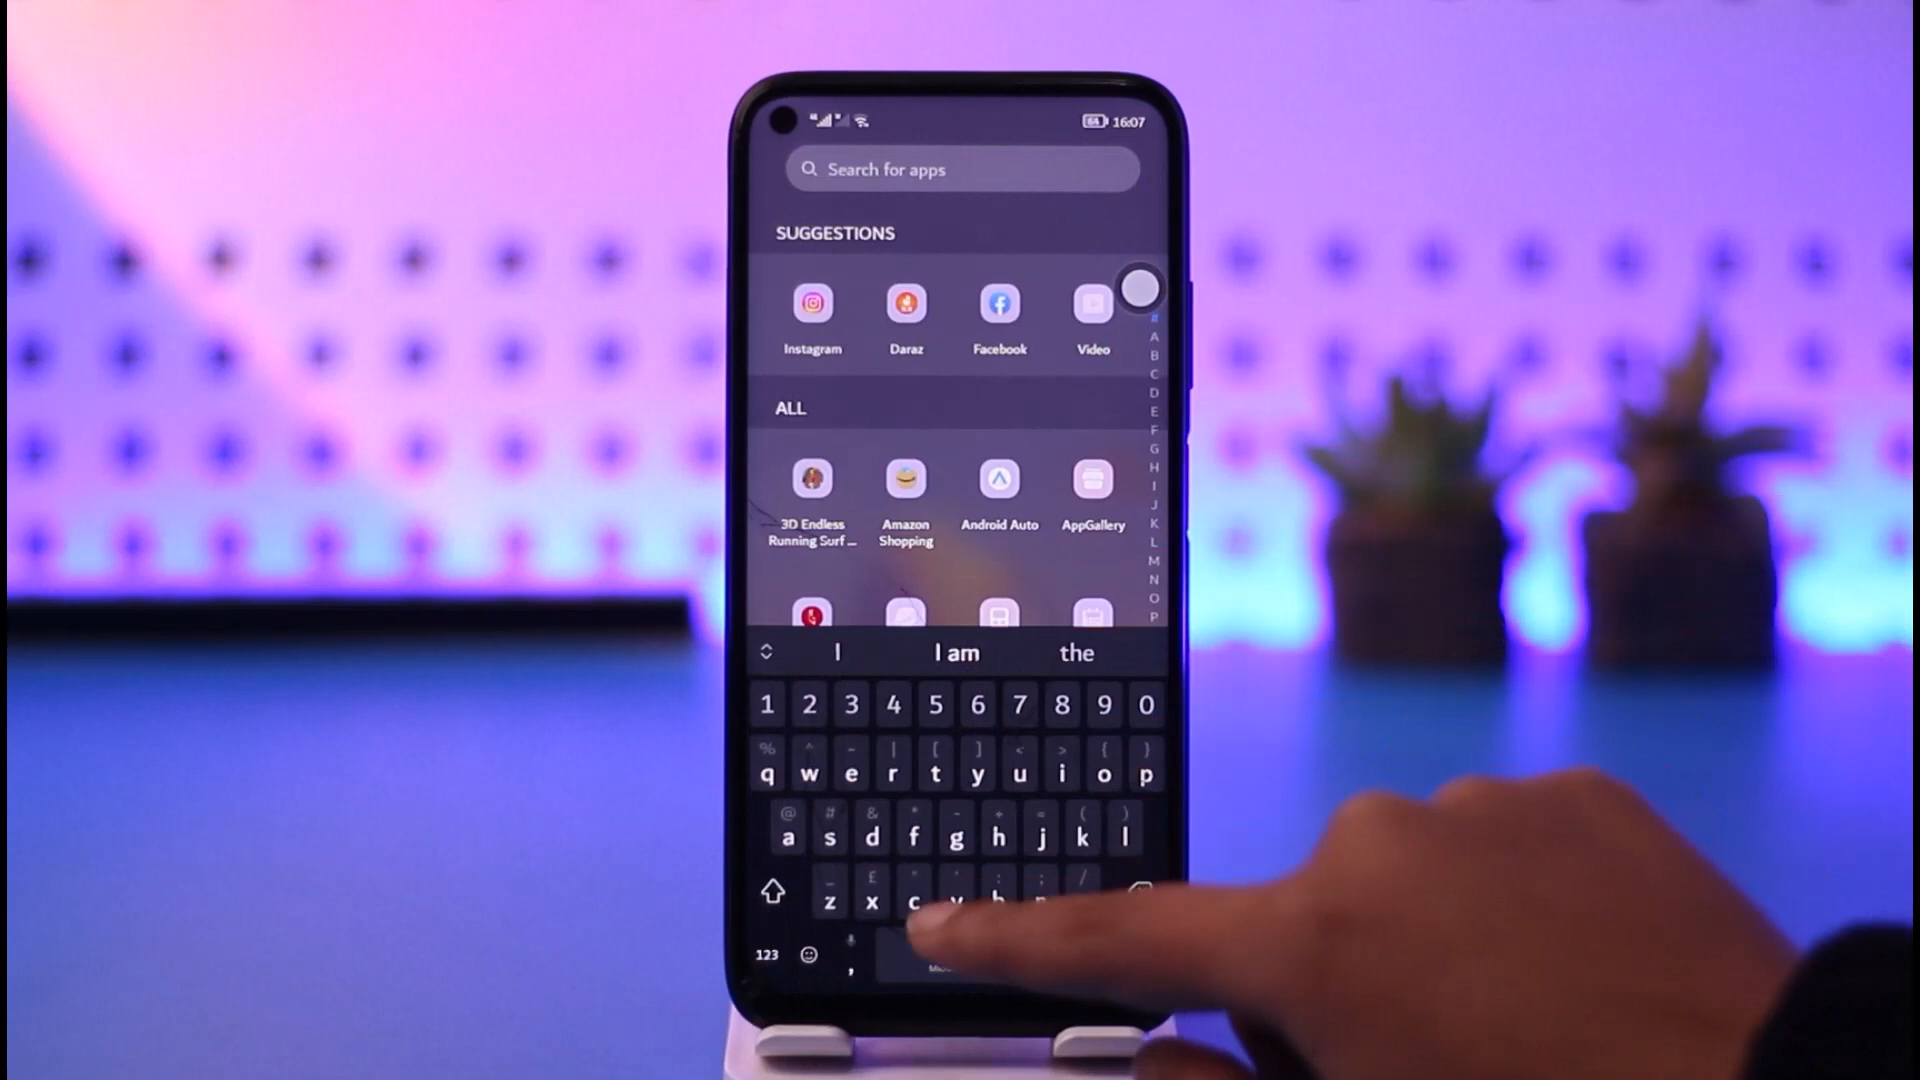 64 16:07
Search for apps
SUGGESTIONS
Instagram Daraz Facebook Video
#
A
B
C
D
E
F
G
H
I
J
K
L
M
N
O
P
ALL
3D Endless Running Surf ... Amazon Shopping Android Auto AppGallery
I I am the
1 2 3 4 5 6 7 8 9 0
% ^ ~ | [ ] < > { }
q w e r t y u i o p
@ # & * - + = ( )
a s d f g h j k l
_ £ " ' : ; /
z x c v b n
123 ,